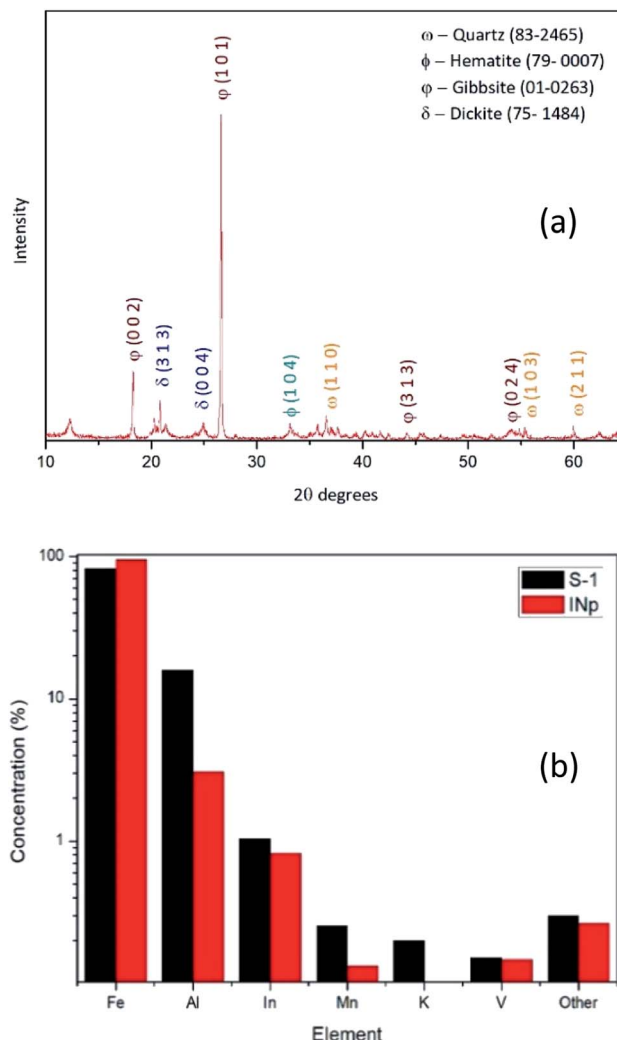 ω – Quartz (83-2465)
ϕ – Hematite (79- 0007)
φ – Gibbsite (01-0263)
δ – Dickite (75- 1484)
(a)
φ (1 0 1)
φ (0 0 2)
δ (3 1 3)
δ (0 0 4)
ϕ (1 0 4)
ω (1 1 0)
φ (3 1 3)
φ (0 2 4)
ω (1 0 3)
ω (2 1 1)
Intensity
10 20 30 40 50 60
2θ degrees
S-1
INp
(b)
Concentration (%)
100
10
1
Fe Al In Mn K V Other
Element